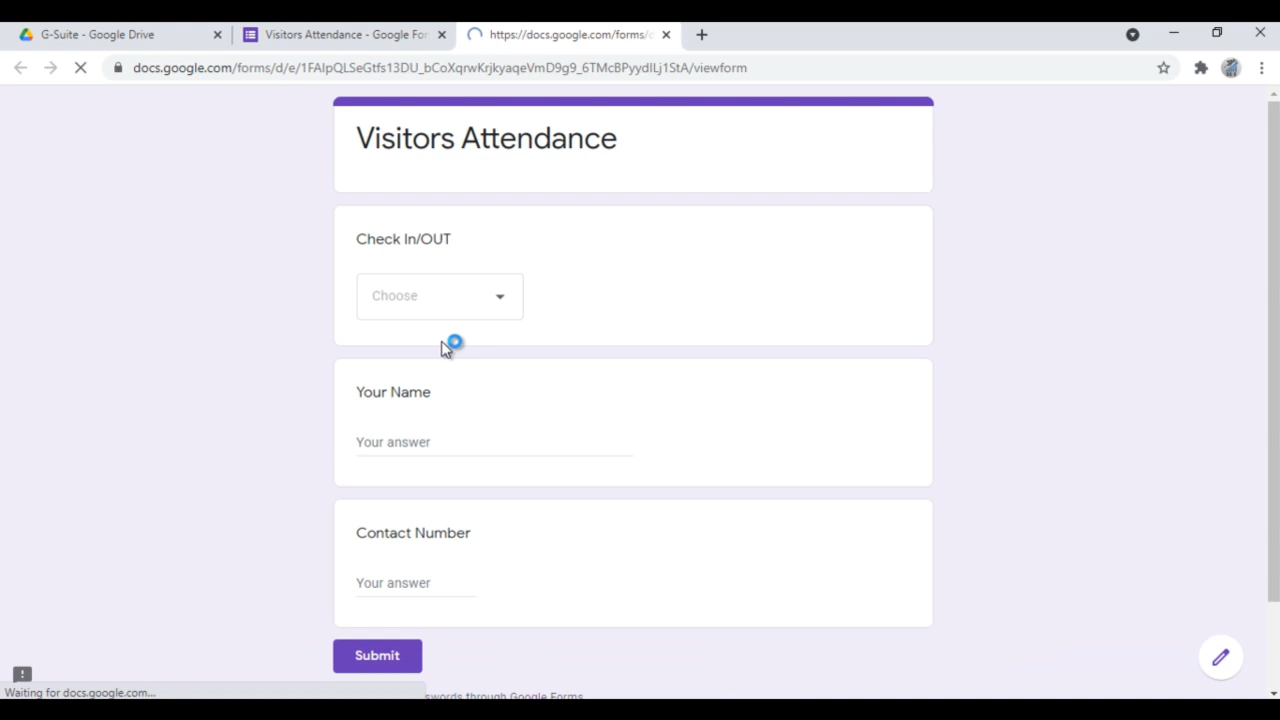 G-Suite - Google Drive
Visitors Attendance - Google For
https://docs.google.com/forms/d
docs.google.com/forms/d/e/1FAIpQLSeGtfs13DU_bCoXqrwKrjkyaqeVmD9g9_6TMcBPyydlLj1StA/viewform
Visitors Attendance
Check In/OUT
Choose
Your Name
Your answer
Contact Number
Your answer
Submit
Waiting for docs.google.com...
swords through Google Forms.